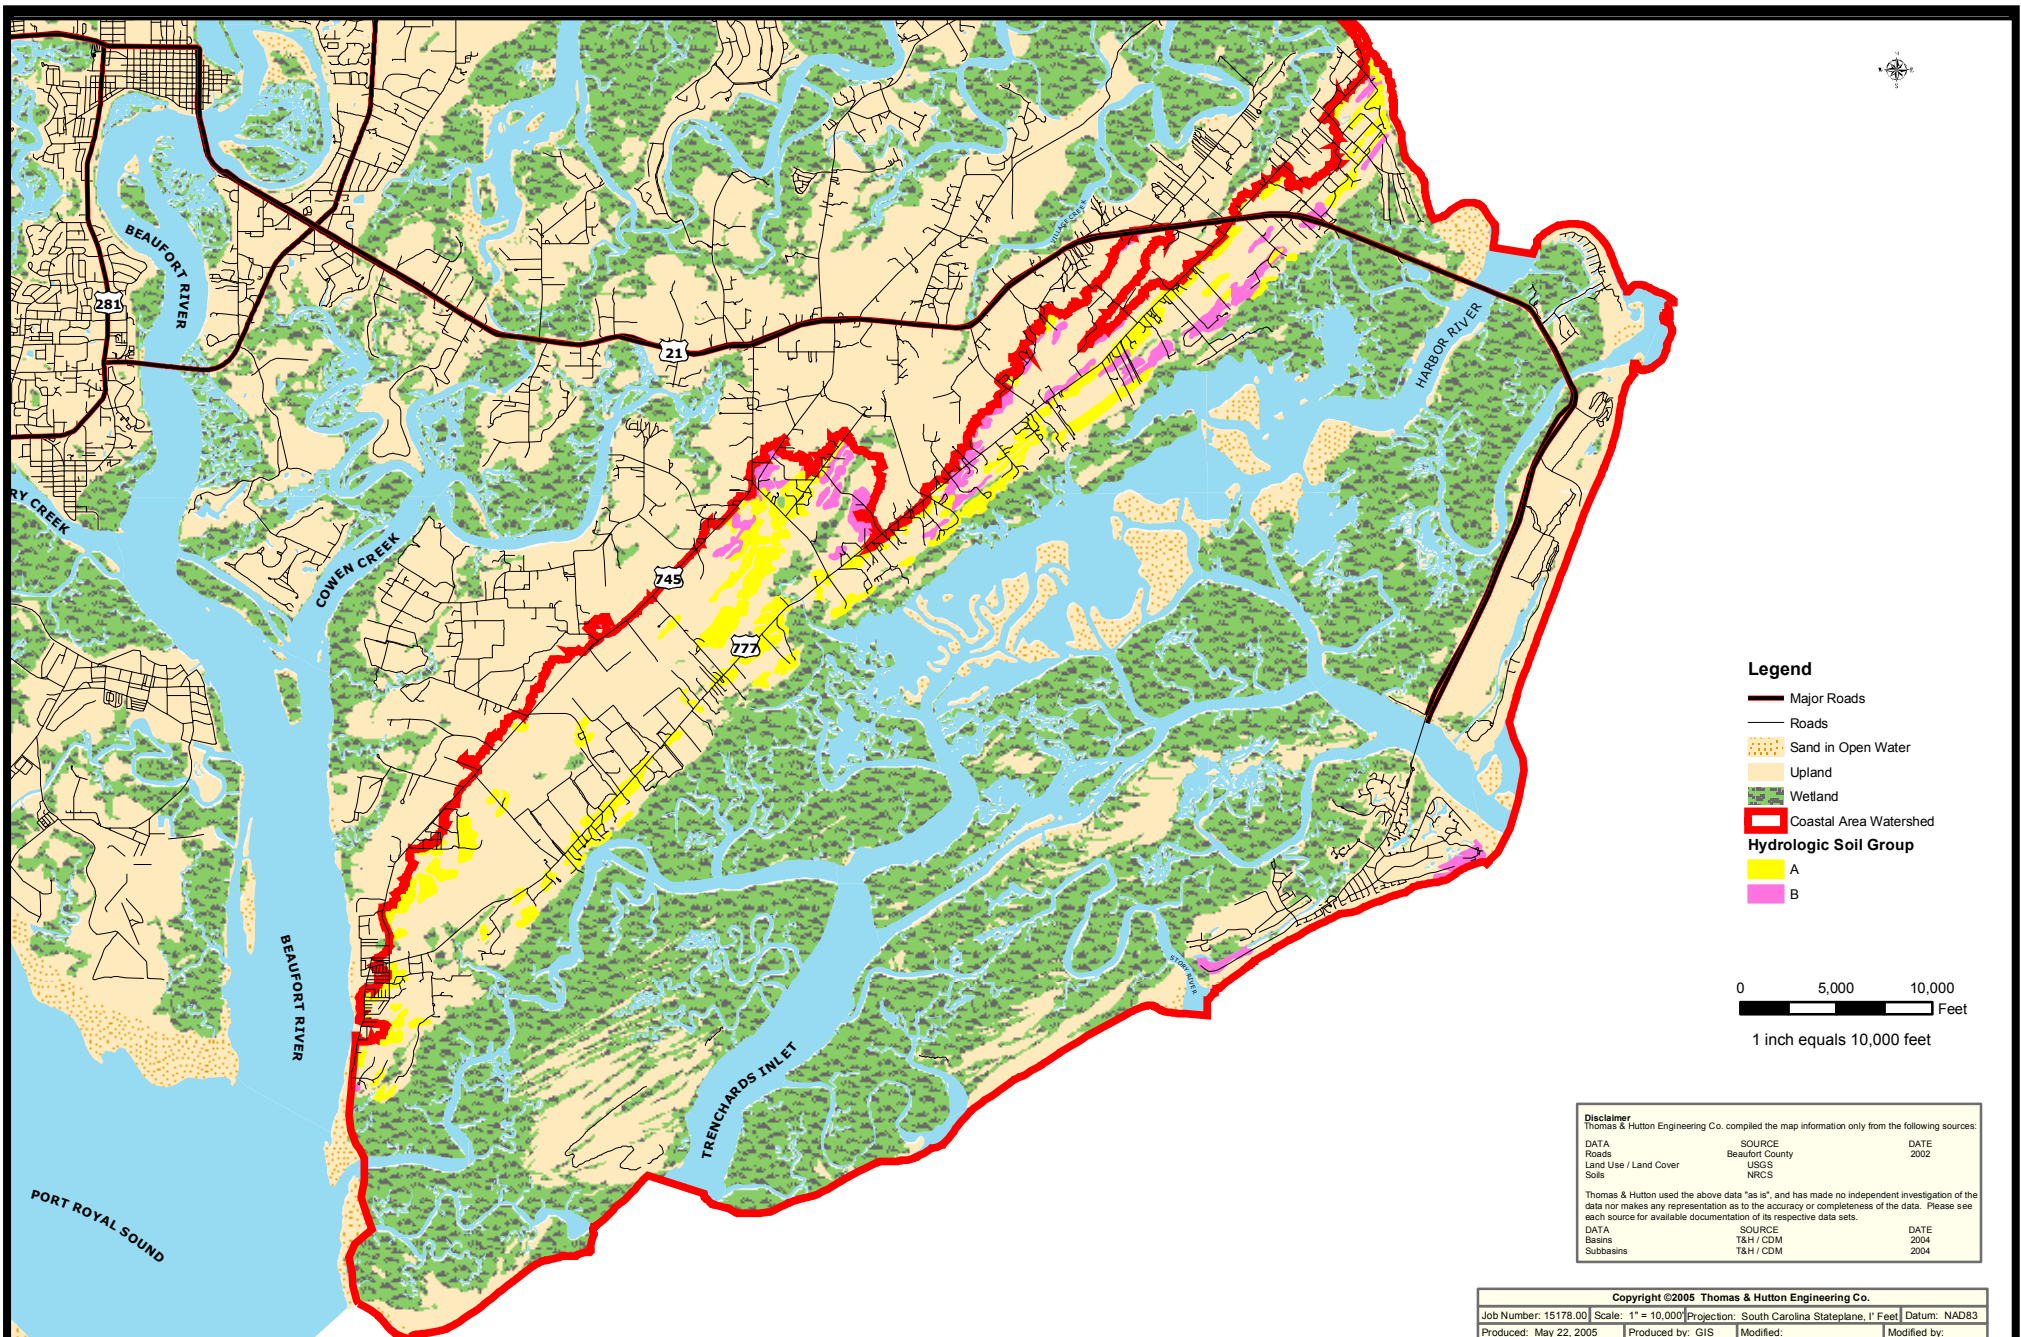 BEAUFORT RIVER
281
21
VILLAGE CREEK
HARBOR RIVER
RY CREEK
COWEN CREEK
745
777
BEAUFORT RIVER
STORY RIVER
TRENCHARDS INLET
PORT ROYAL SOUND
N
S
Legend
Major Roads
Roads
Sand in Open Water
Upland
Wetland
Coastal Area Watershed
Hydrologic Soil Group
A
B
0 5,000 10,000
Feet
1 inch equals 10,000 feet
Disclaimer
Thomas & Hutton Engineering Co. compiled the map information only from the following sources:
DATA SOURCE DATE
Roads Beaufort County 2002
Land Use / Land Cover USGS
Soils NRCS
Thomas & Hutton used the above data "as is", and has made no independent investigation of the
data nor makes any representation as to the accuracy or completeness of the data. Please see
each source for available documentation of its respective data sets.
DATA SOURCE DATE
Basins T&H / CDM 2004
Subbasins T&H / CDM 2004
Copyright ©2005 Thomas & Hutton Engineering Co.
Job Number: 15178.00 Scale: 1" = 10,000' Projection: South Carolina Stateplane, I' Feet Datum: NAD83
Produced: May 22, 2005 Produced by: GIS Modified: Modified by: